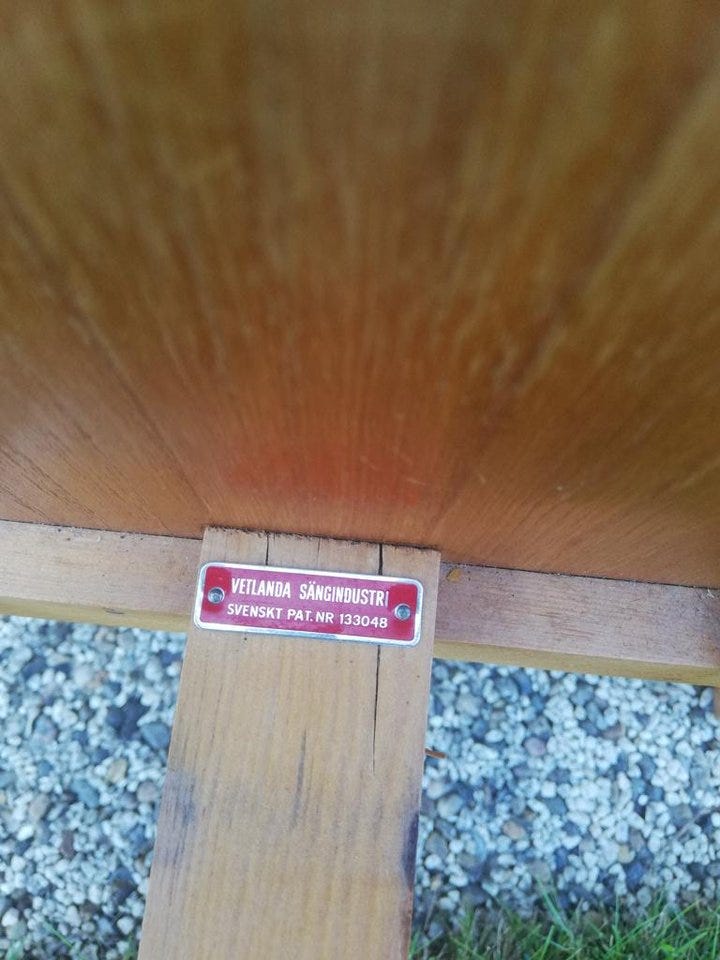 VETLANDA SÄNGINDUSTRI
SVENSKT PAT. NR 133048